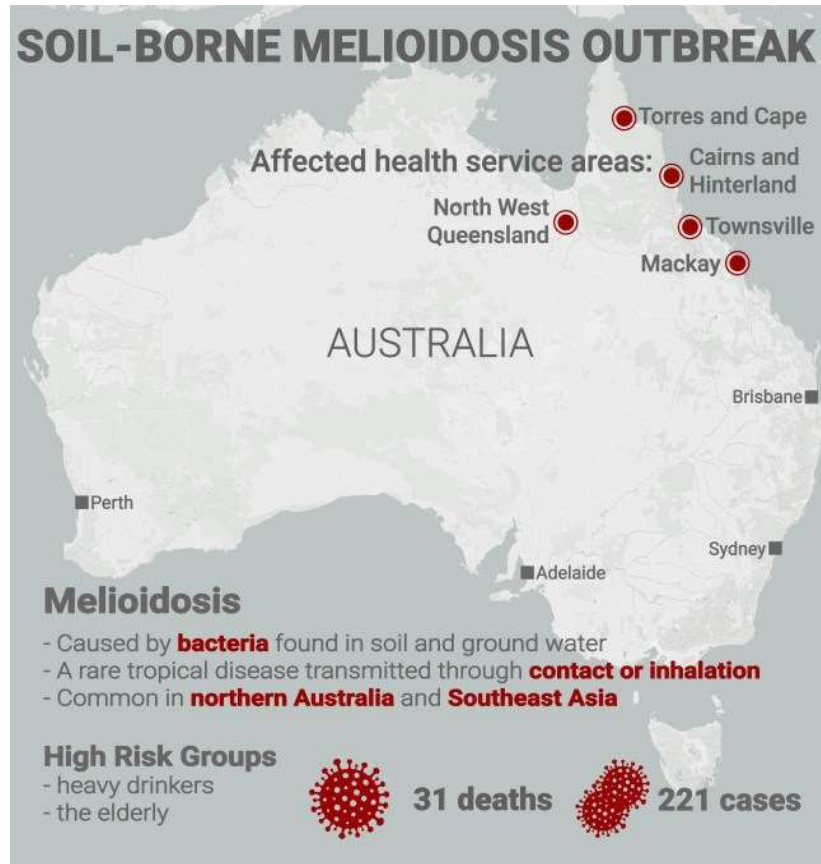 SOIL-BORNE MELIOIDOSIS OUTBREAK
Torres and Cape
Affected health service areas:
Cairns and
Hinterland
North West
Queensland
Townsville
Mackay
AUSTRALIA
Brisbane
Perth
Sydney
Adelaide
Melioidosis
- Caused by bacteria found in soil and ground water
- A rare tropical disease transmitted through contact or inhalation
- Common in northern Australia and Southeast Asia
High Risk Groups
- heavy drinkers
- the elderly
31 deaths
221 cases